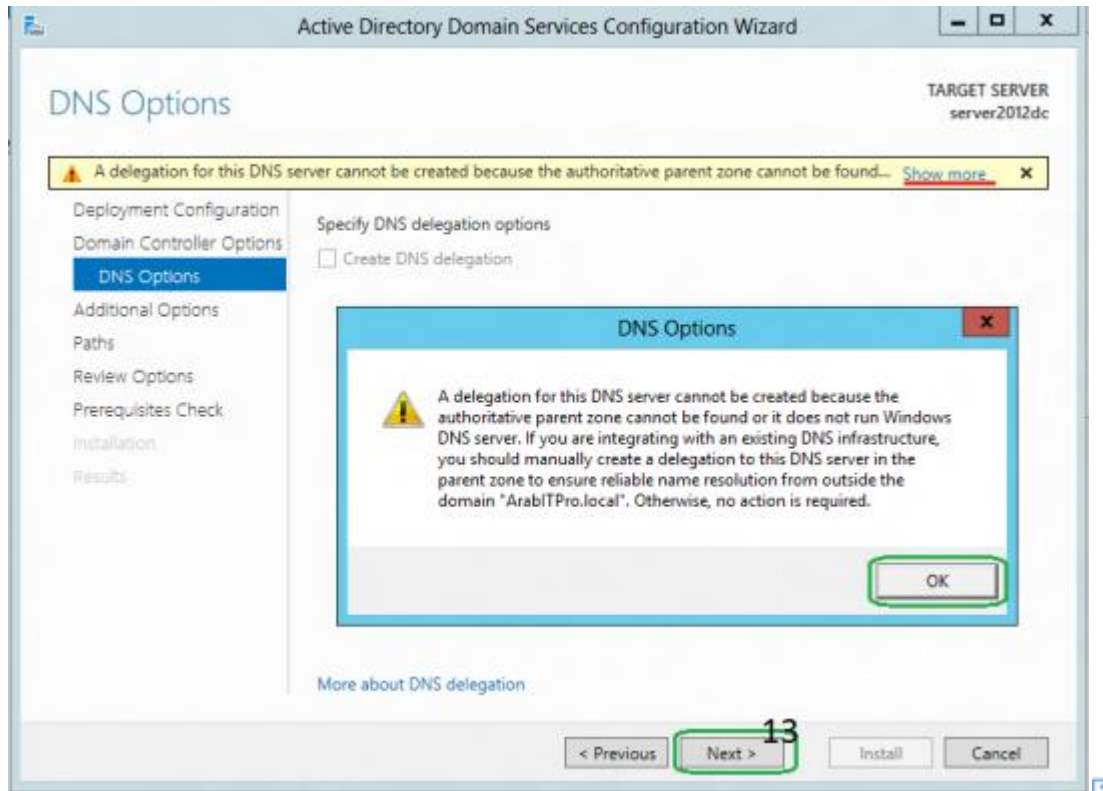 Active Directory Domain Services Configuration Wizard
DNS Options
TARGET SERVER
server2012dc
A delegation for this DNS server cannot be created because the authoritative parent zone cannot be found... Show more
Deployment Configuration
Domain Controller Options
DNS Options
Additional Options
Paths
Review Options
Prerequisites Check
Installation
Results
Specify DNS delegation options
Create DNS delegation
DNS Options
A delegation for this DNS server cannot be created because the
authoritative parent zone cannot be found or it does not run Windows
DNS server. If you are integrating with an existing DNS infrastructure,
you should manually create a delegation to this DNS server in the
parent zone to ensure reliable name resolution from outside the
domain "ArabITPro.local". Otherwise, no action is required.
OK
More about DNS delegation
13
< Previous Next > Install Cancel